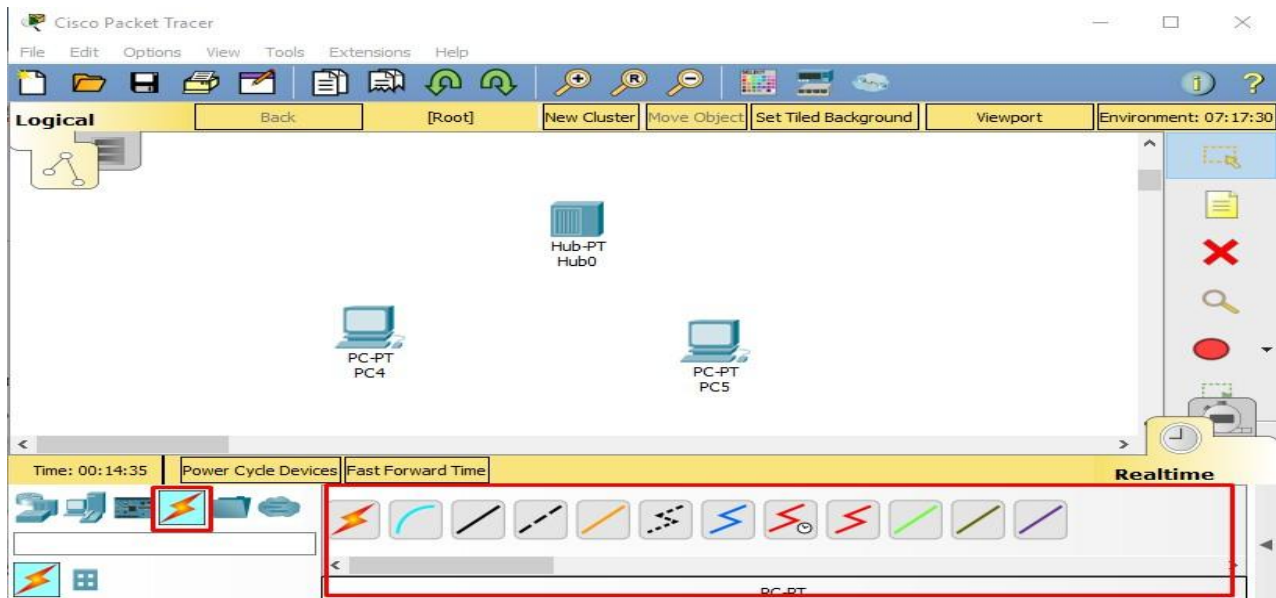 Cisco Packet Tracer
File Edit Options View Tools Extensions Help
Logical Back [Root] New Cluster Move Object Set Tiled Background Viewport Environment: 07:17:30
Hub-PT
Hub0
PC-PT
PC4
PC-PT
PC5
Time: 00:14:35 Power Cycle Devices Fast Forward Time Realtime
PC-PT